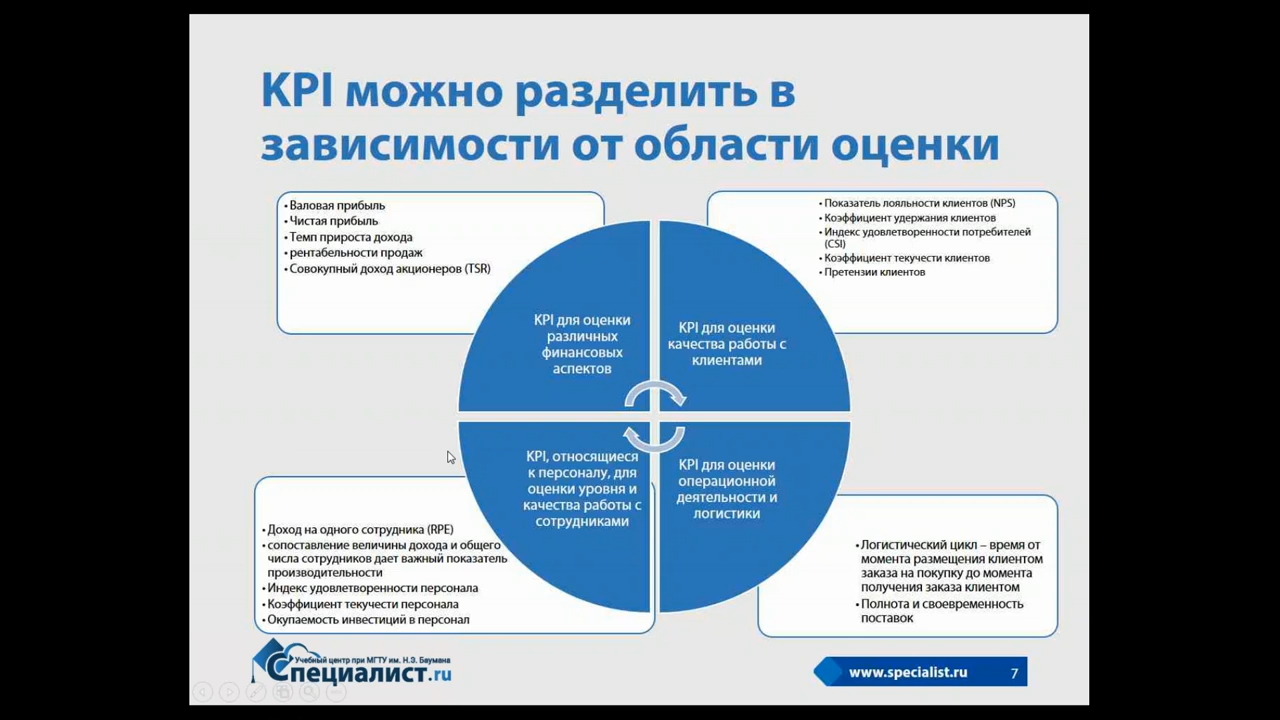 KPI можно разделить в
зависимости от области оценки
•Валовая прибыль
•Чистая прибыль
•Темп прироста дохода
•рентабельности продаж
•Совокупный доход акционеров (TSR)
•Показатель лояльности клиентов (NPS)
•Коэффициент удержания клиентов
•Индекс удовлетворенности потребителей
(CSI)
•Коэффициент текучести клиентов
•Претензии клиентов
KPI для оценки
различных
финансовых
аспектов
KPI для оценки
качества работы с
клиентами
KPI, относящиеся
к персоналу, для
оценки уровня и
качества работы с
сотрудниками
KPI для оценки
операционной
деятельности и
логистики
•Доход на одного сотрудника (RPE)
•сопоставление величины дохода и общего
числа сотрудников дает важный показатель
производительности
•Индекс удовлетворенности персонала
•Коэффициент текучести персонала
•Окупаемость инвестиций в персонал
•Логистический цикл – время от
момента размещения клиентом
заказа на покупку до момента
получения заказа клиентом
•Полнота и своевременность
поставок
Учебный центр при МГТУ им. Н.Э. Баумана
Специалист.ru
www.specialist.ru
7